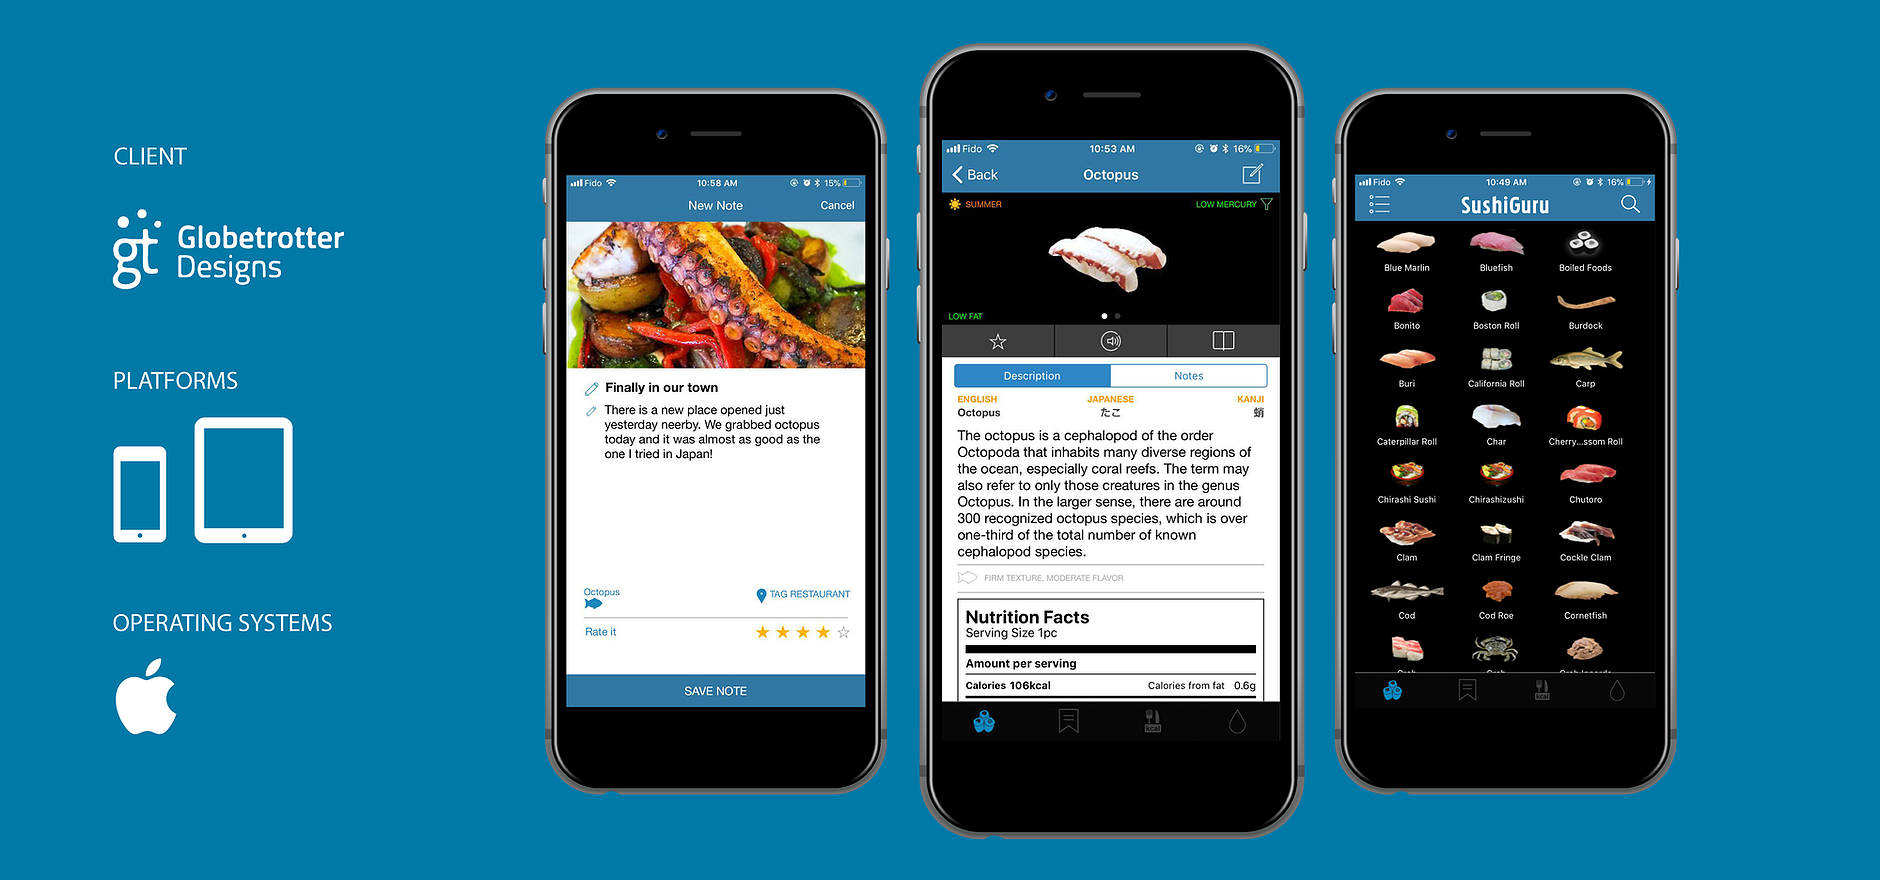 CLIENT
gt Globetrotter
Designs
PLATFORMS
OPERATING SYSTEMS
Fido 10:58 AM 15%
New Note Cancel
Finally in our town
There is a new place opened just
yesterday neerby. We grabbed octopus
today and it was almost as good as the
one I tried in Japan!
Octopus
TAG RESTAURANT
Rate it
SAVE NOTE
Fido 10:53 AM 16%
Back Octopus
SUMMER LOW MERCURY
LOW FAT
Description Notes
ENGLISH JAPANESE KANJI
Octopus たこ 蛸
The octopus is a cephalopod of the order
Octopoda that inhabits many diverse regions of
the ocean, especially coral reefs. The term may
also refer to only those creatures in the genus
Octopus. In the larger sense, there are around
300 recognized octopus species, which is over
one-third of the total number of known
cephalopod species.
FIRM TEXTURE, MODERATE FLAVOR
Nutrition Facts
Serving Size 1pc
Amount per serving
Calories 106kcal Calories from fat 0.6g
kcal
Fido 10:49 AM 16%
SushiGuru
Blue Marlin Bluefish Boiled Foods
Bonito Boston Roll Burdock
Buri California Roll Carp
Caterpillar Roll Char Cherry...ssom Roll
Chirashi Sushi Chirashizushi Chutoro
Clam Clam Fringe Cockle Clam
Cod Cod Roe Cornetfish
kcal